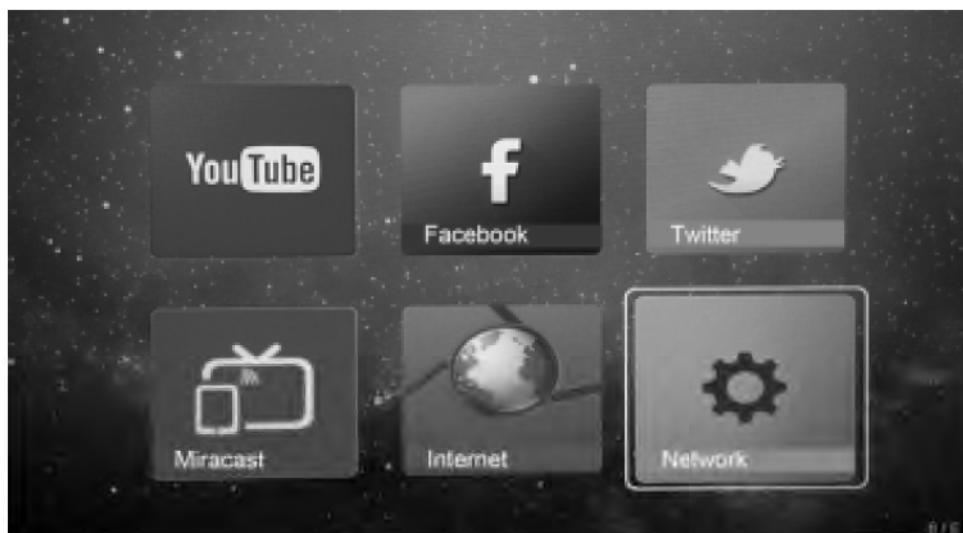 YouTube
Facebook
Twitter
Miracast
Internet
Network